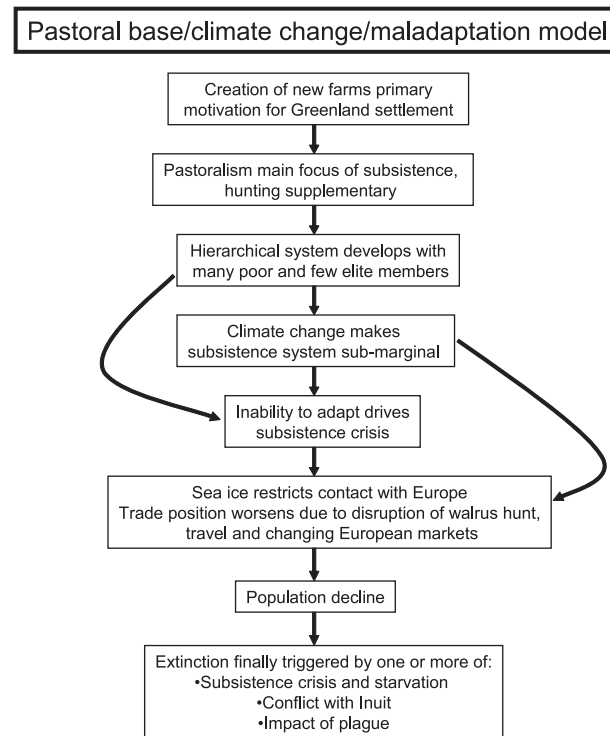 Pastoral base/climate change/maladaptation model
Creation of new farms primary
motivation for Greenland settlement
Pastoralism main focus of subsistence,
hunting supplementary
Hierarchical system develops with
many poor and few elite members
Climate change makes
subsistence system sub-marginal
Inability to adapt drives
subsistence crisis
Sea ice restricts contact with Europe
Trade position worsens due to disruption of walrus hunt,
travel and changing European markets
Population decline
Extinction finally triggered by one or more of:
•Subsistence crisis and starvation
•Conflict with Inuit
•Impact of plague